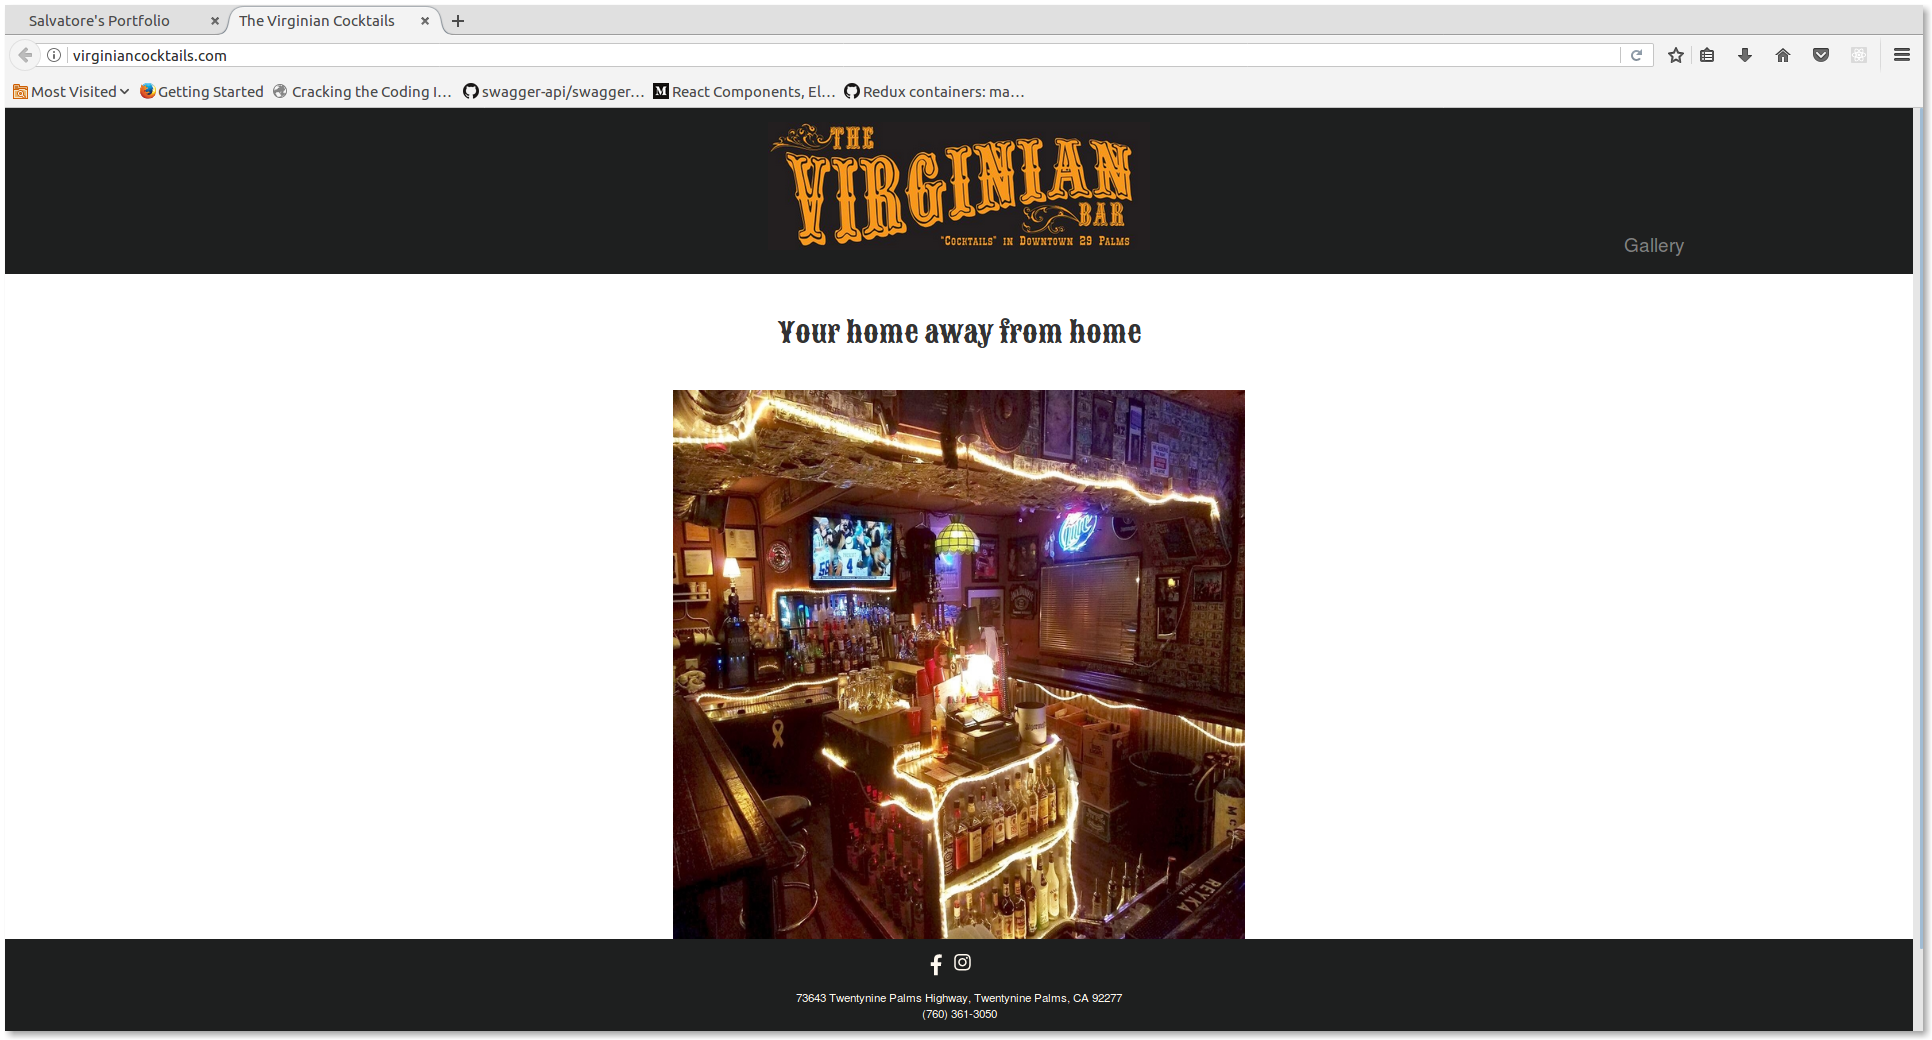 Salvatore's Portfolio
The Virginian Cocktails
virginiancocktails.com
Most Visited
Getting Started
Cracking the Coding I...
swagger-api/swagger...
M
React Components, El...
Redux containers: ma...
THE
VIRGINIAN
BAR
"Cocktails" in Downtown 29 Palms
Gallery
Your home away from home
4
REYKA
73643 Twentynine Palms Highway, Twentynine Palms, CA 92277
(760) 361-3050